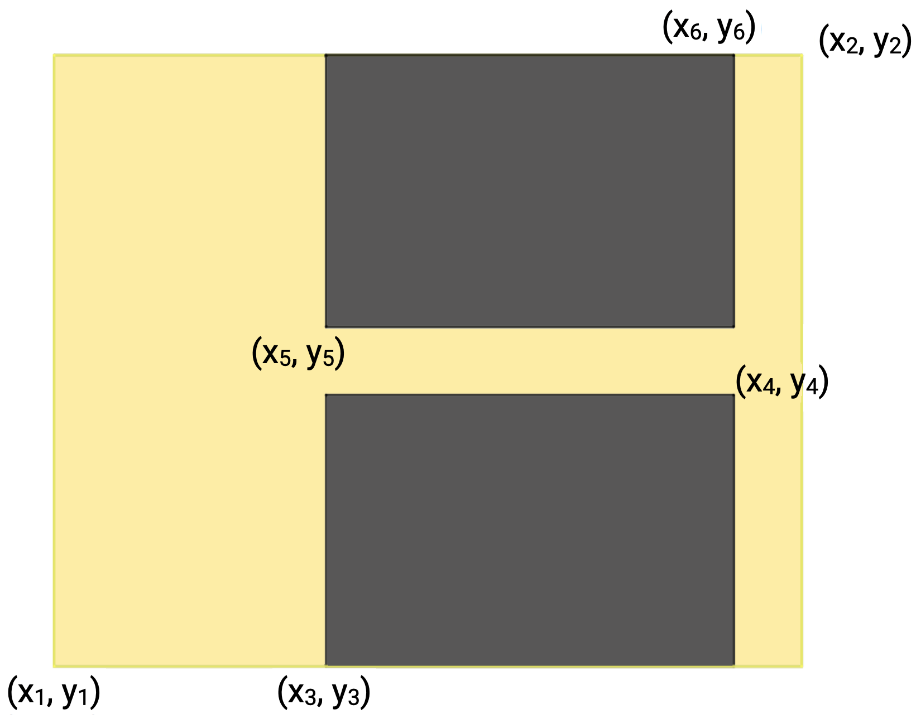 (x₆, y₆)
(x₂, y₂)
(x₅, y₅)
(x₄, y₄)
(x₁, y₁)
(x₃, y₃)